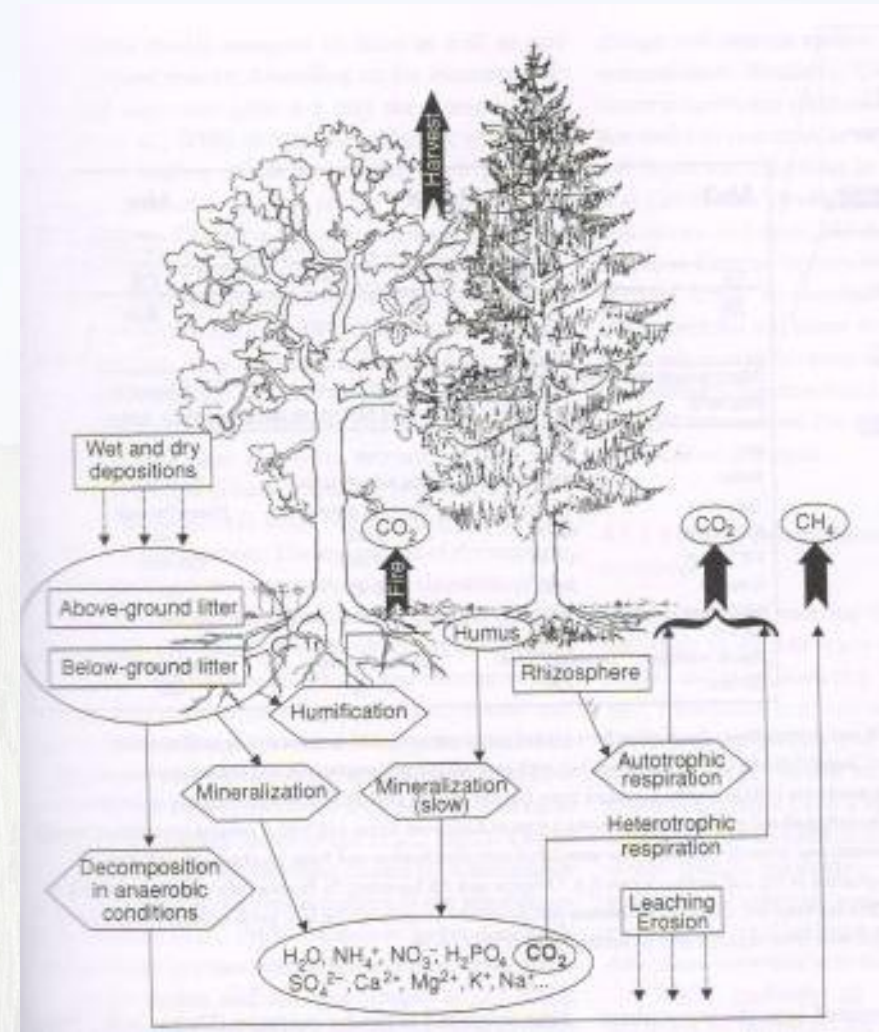 Harvest
Wet and dry
depositions
CO₂
Fire
CO₂
CH₄
Above-ground litter
Below-ground litter
Humus
Rhizosphere
Humification
Mineralization
Mineralization
(slow)
Autotrophic
respiration
Heterotrophic
respiration
Decomposition
in anaerobic
conditions
Leaching
Erosion
H₂O, NH₄⁺, NO₃⁻, H₂PO₄ CO₂
SO₄²⁻, Ca²⁺, Mg²⁺, K⁺, Na⁺...